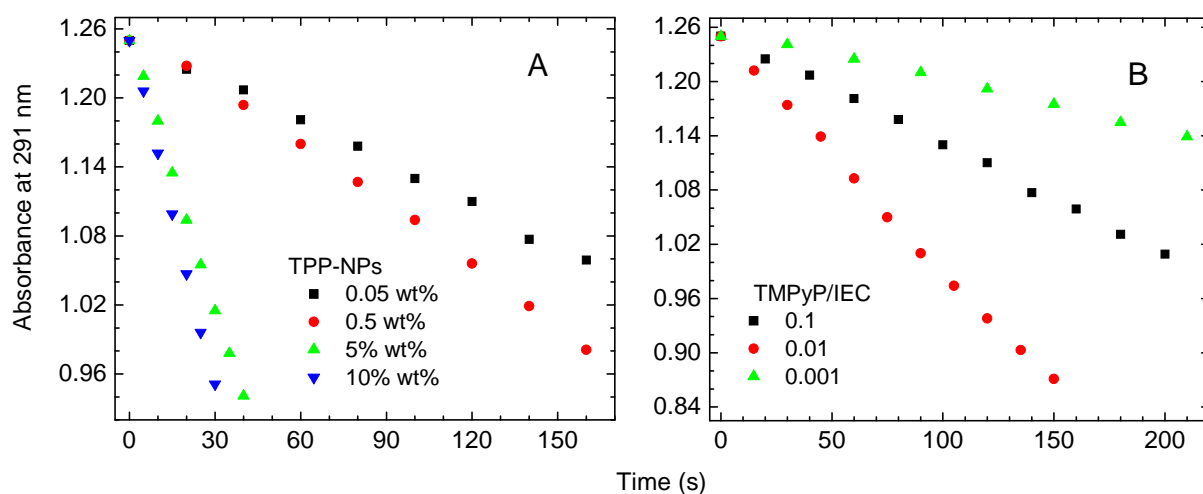 A
1.26
1.20
1.14
1.08
1.02
0.96
Absorbance at 291 nm
TPP-NPs
0.05 wt%
0.5 wt%
5% wt%
10% wt%
0 30 60 90 120 150
B
1.26
1.20
1.14
1.08
1.02
0.96
0.90
0.84
TMPyP/IEC
0.1
0.01
0.001
0 50 100 150 200
Time (s)